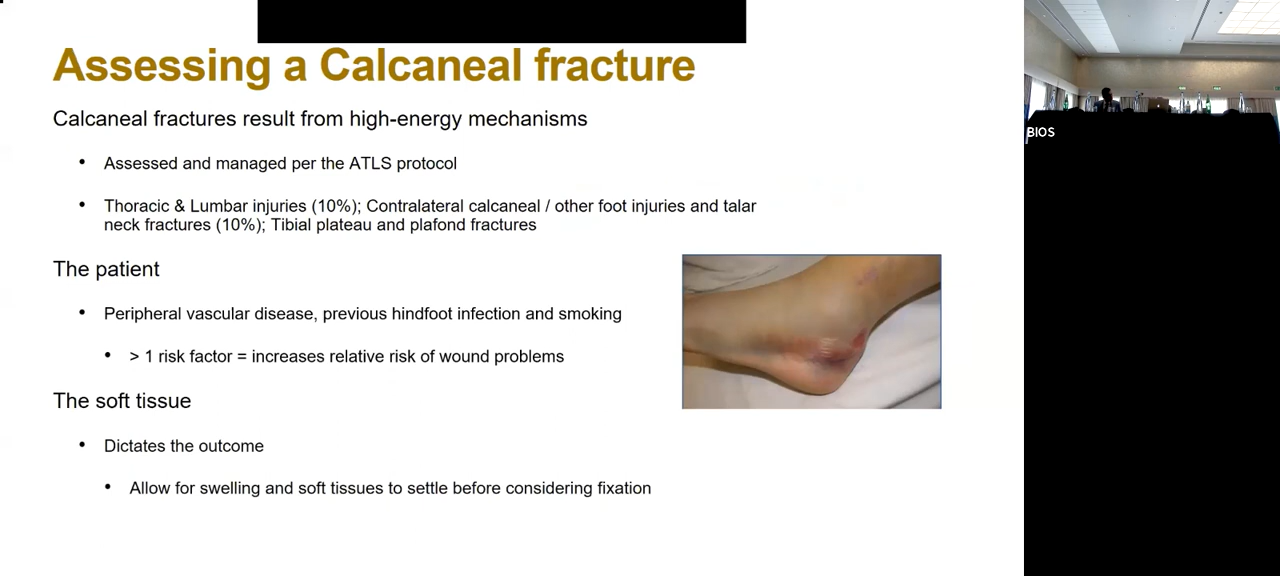 Assessing a Calcaneal fracture
Calcaneal fractures result from high-energy mechanisms
• Assessed and managed per the ATLS protocol
• Thoracic & Lumbar injuries (10%); Contralateral calcaneal / other foot injuries and talar
neck fractures (10%); Tibial plateau and plafond fractures
The patient
• Peripheral vascular disease, previous hindfoot infection and smoking
• > 1 risk factor = increases relative risk of wound problems
The soft tissue
• Dictates the outcome
• Allow for swelling and soft tissues to settle before considering fixation
BIOS